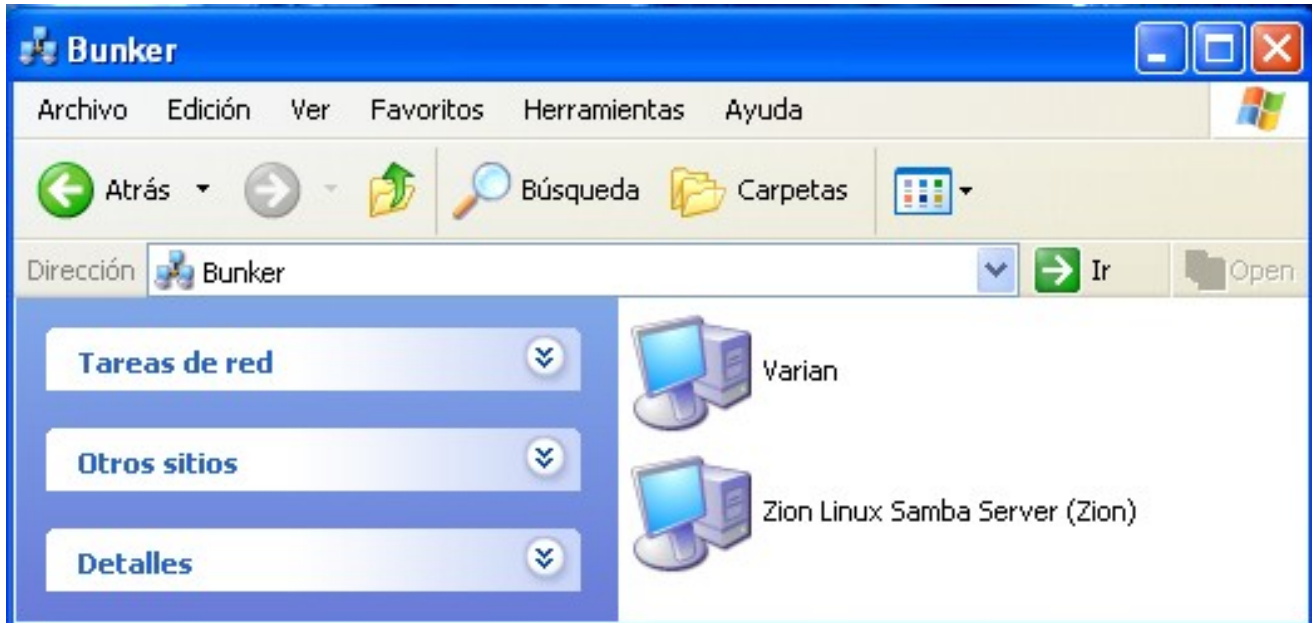 Bunker
Archivo Edición Ver Favoritos Herramientas Ayuda
Atrás Búsqueda Carpetas
Dirección Bunker Ir Open
Tareas de red
Otros sitios
Detalles
Varian
Zion Linux Samba Server (Zion)